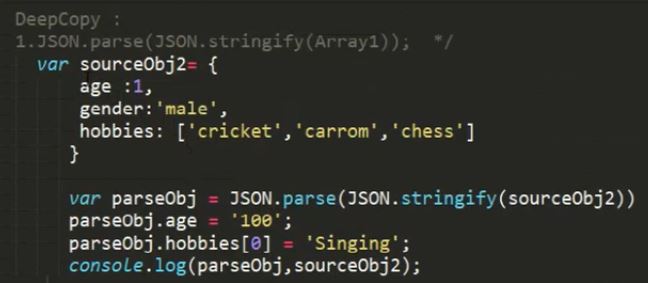 DeepCopy :
1.JSON.parse(JSON.stringify(Array1));  */
var sourceObj2= {
age :1,
gender:'male',
hobbies: ['cricket','carrom','chess']
}
var parseObj = JSON.parse(JSON.stringify(sourceObj2))
parseObj.age = '100';
parseObj.hobbies[0] = 'Singing';
console.log(parseObj,sourceObj2);